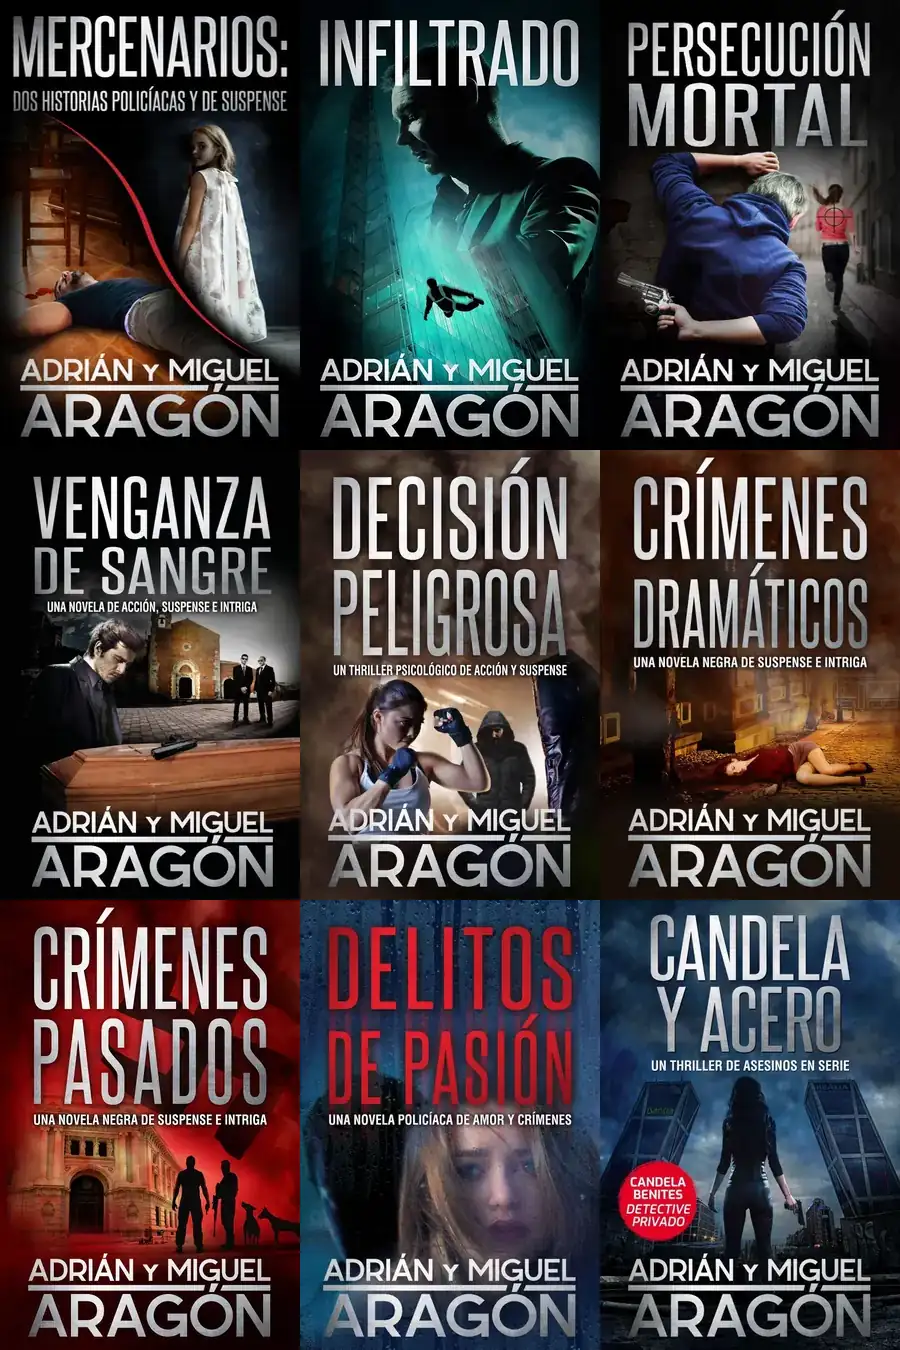 MERCENARIOS:
DOS HISTORIAS POLICÍACAS Y DE SUSPENSE
ADRIÁN Y MIGUEL
ARAGÓN
INFILTRADO
ADRIÁN Y MIGUEL
ARAGÓN
PERSECUCIÓN
MORTAL
ADRIÁN Y MIGUEL
ARAGÓN
VENGANZA
DE SANGRE
UNA NOVELA DE ACCIÓN, SUSPENSE E INTRIGA
ADRIÁN Y MIGUEL
ARAGÓN
DECISIÓN
PELIGROSA
UN THRILLER PSICOLÓGICO DE ACCIÓN Y SUSPENSE
ADRIÁN Y MIGUEL
ARAGÓN
CRÍMENES
DRAMÁTICOS
UNA NOVELA NEGRA DE SUSPENSE E INTRIGA
ADRIÁN Y MIGUEL
ARAGÓN
CRÍMENES
PASADOS
UNA NOVELA NEGRA DE SUSPENSE E INTRIGA
ADRIÁN Y MIGUEL
ARAGÓN
DELITOS
DE PASIÓN
UNA NOVELA POLICÍACA DE AMOR Y CRÍMENES
ADRIÁN Y MIGUEL
ARAGÓN
CANDELA
Y ACERO
UN THRILLER DE ASESINOS EN SERIE
CANDELA
BENITES
DETECTIVE
PRIVADO
ADRIÁN Y MIGUEL
ARAGÓN